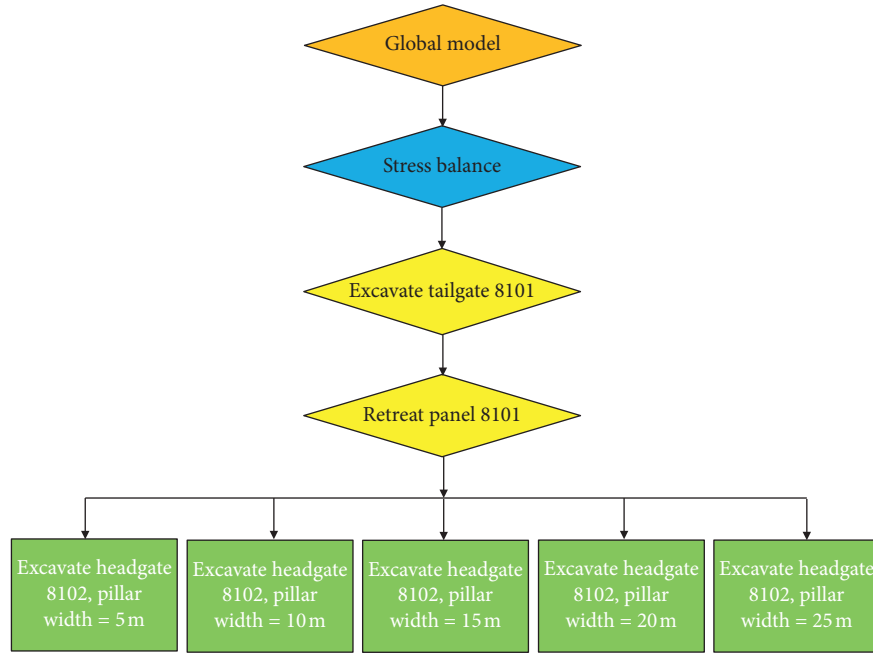 Global model
Stress balance
Excavate tailgate 8101
Retreat panel 8101
Excavate headgate
8102, pillar
width = 5 m
Excavate headgate
8102, pillar
width = 10 m
Excavate headgate
8102, pillar
width = 15 m
Excavate headgate
8102, pillar
width = 20 m
Excavate headgate
8102, pillar
width = 25 m